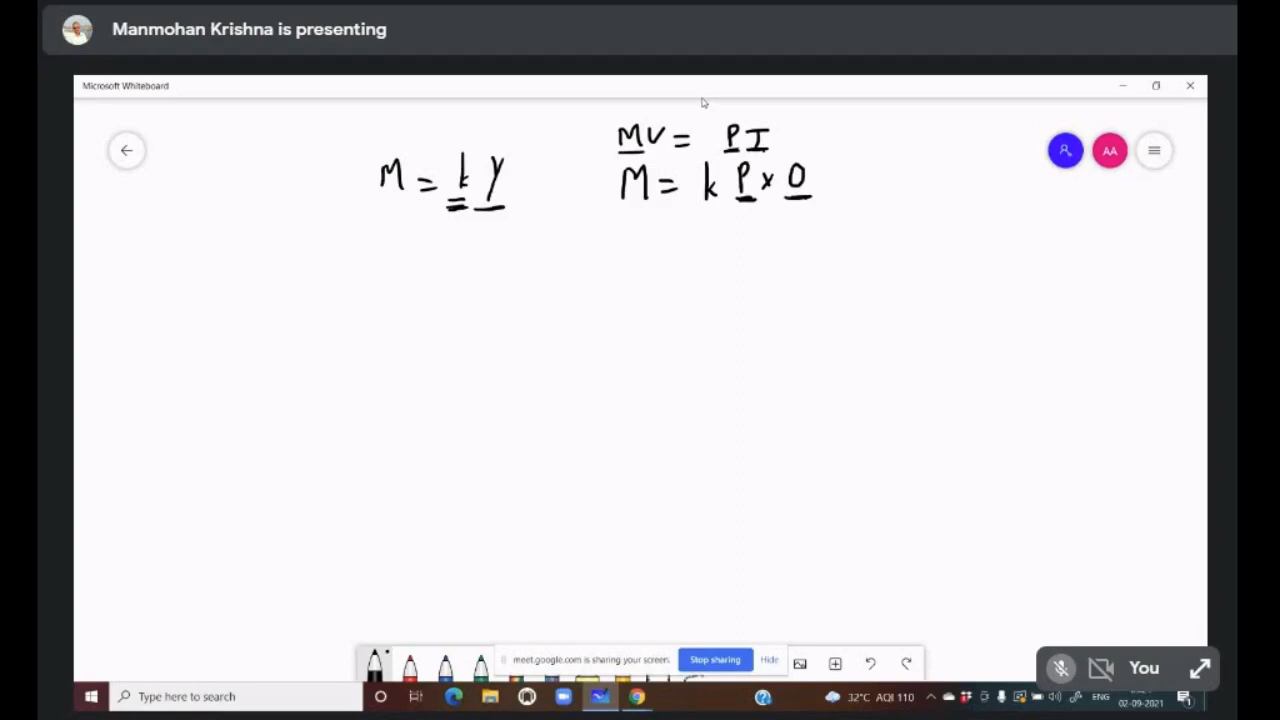 Manmohan Krishna is presenting
Microsoft Whiteboard
MV = PI
M = k y
M = k P × O
AA
meet.google.com is sharing your screen.
Stop sharing
Hide
You
Type here to search
32°C AQI 110
ENG
02-09-2021
1